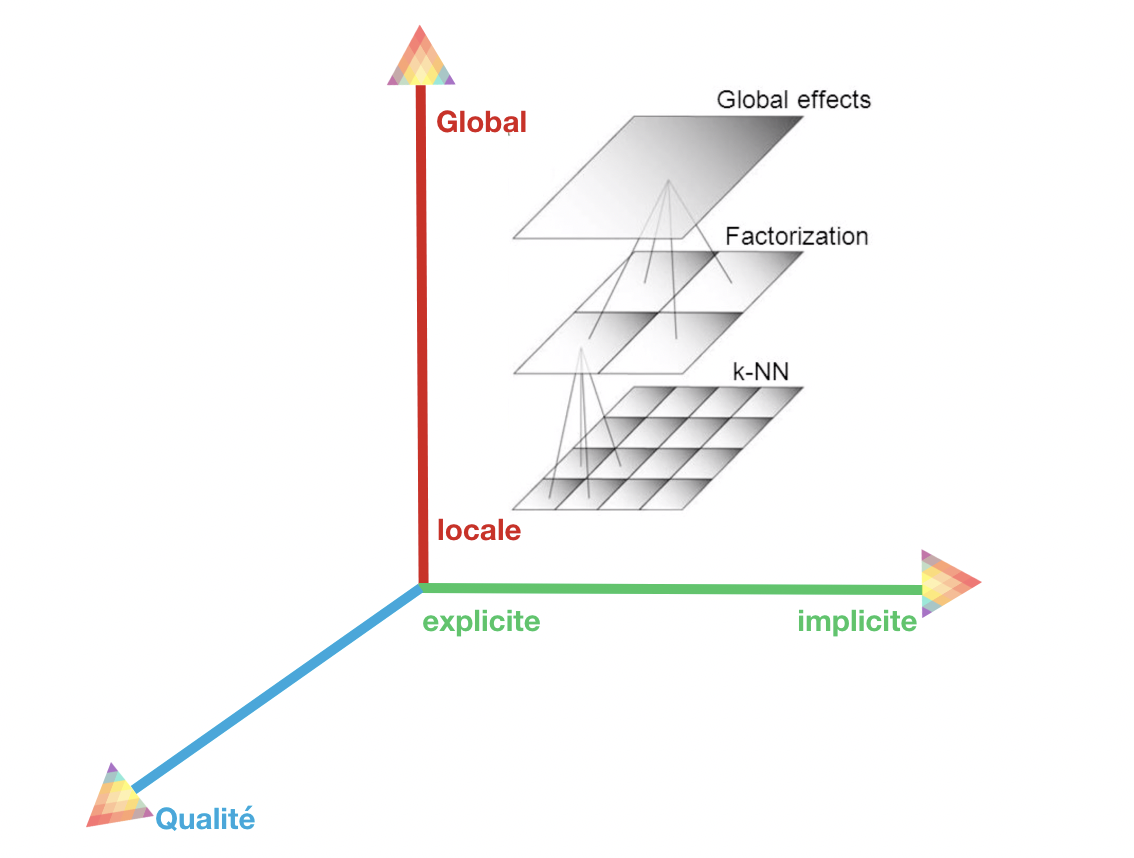 Global effects
Global
Factorization
k-NN
locale
explicite
implicite
Qualité